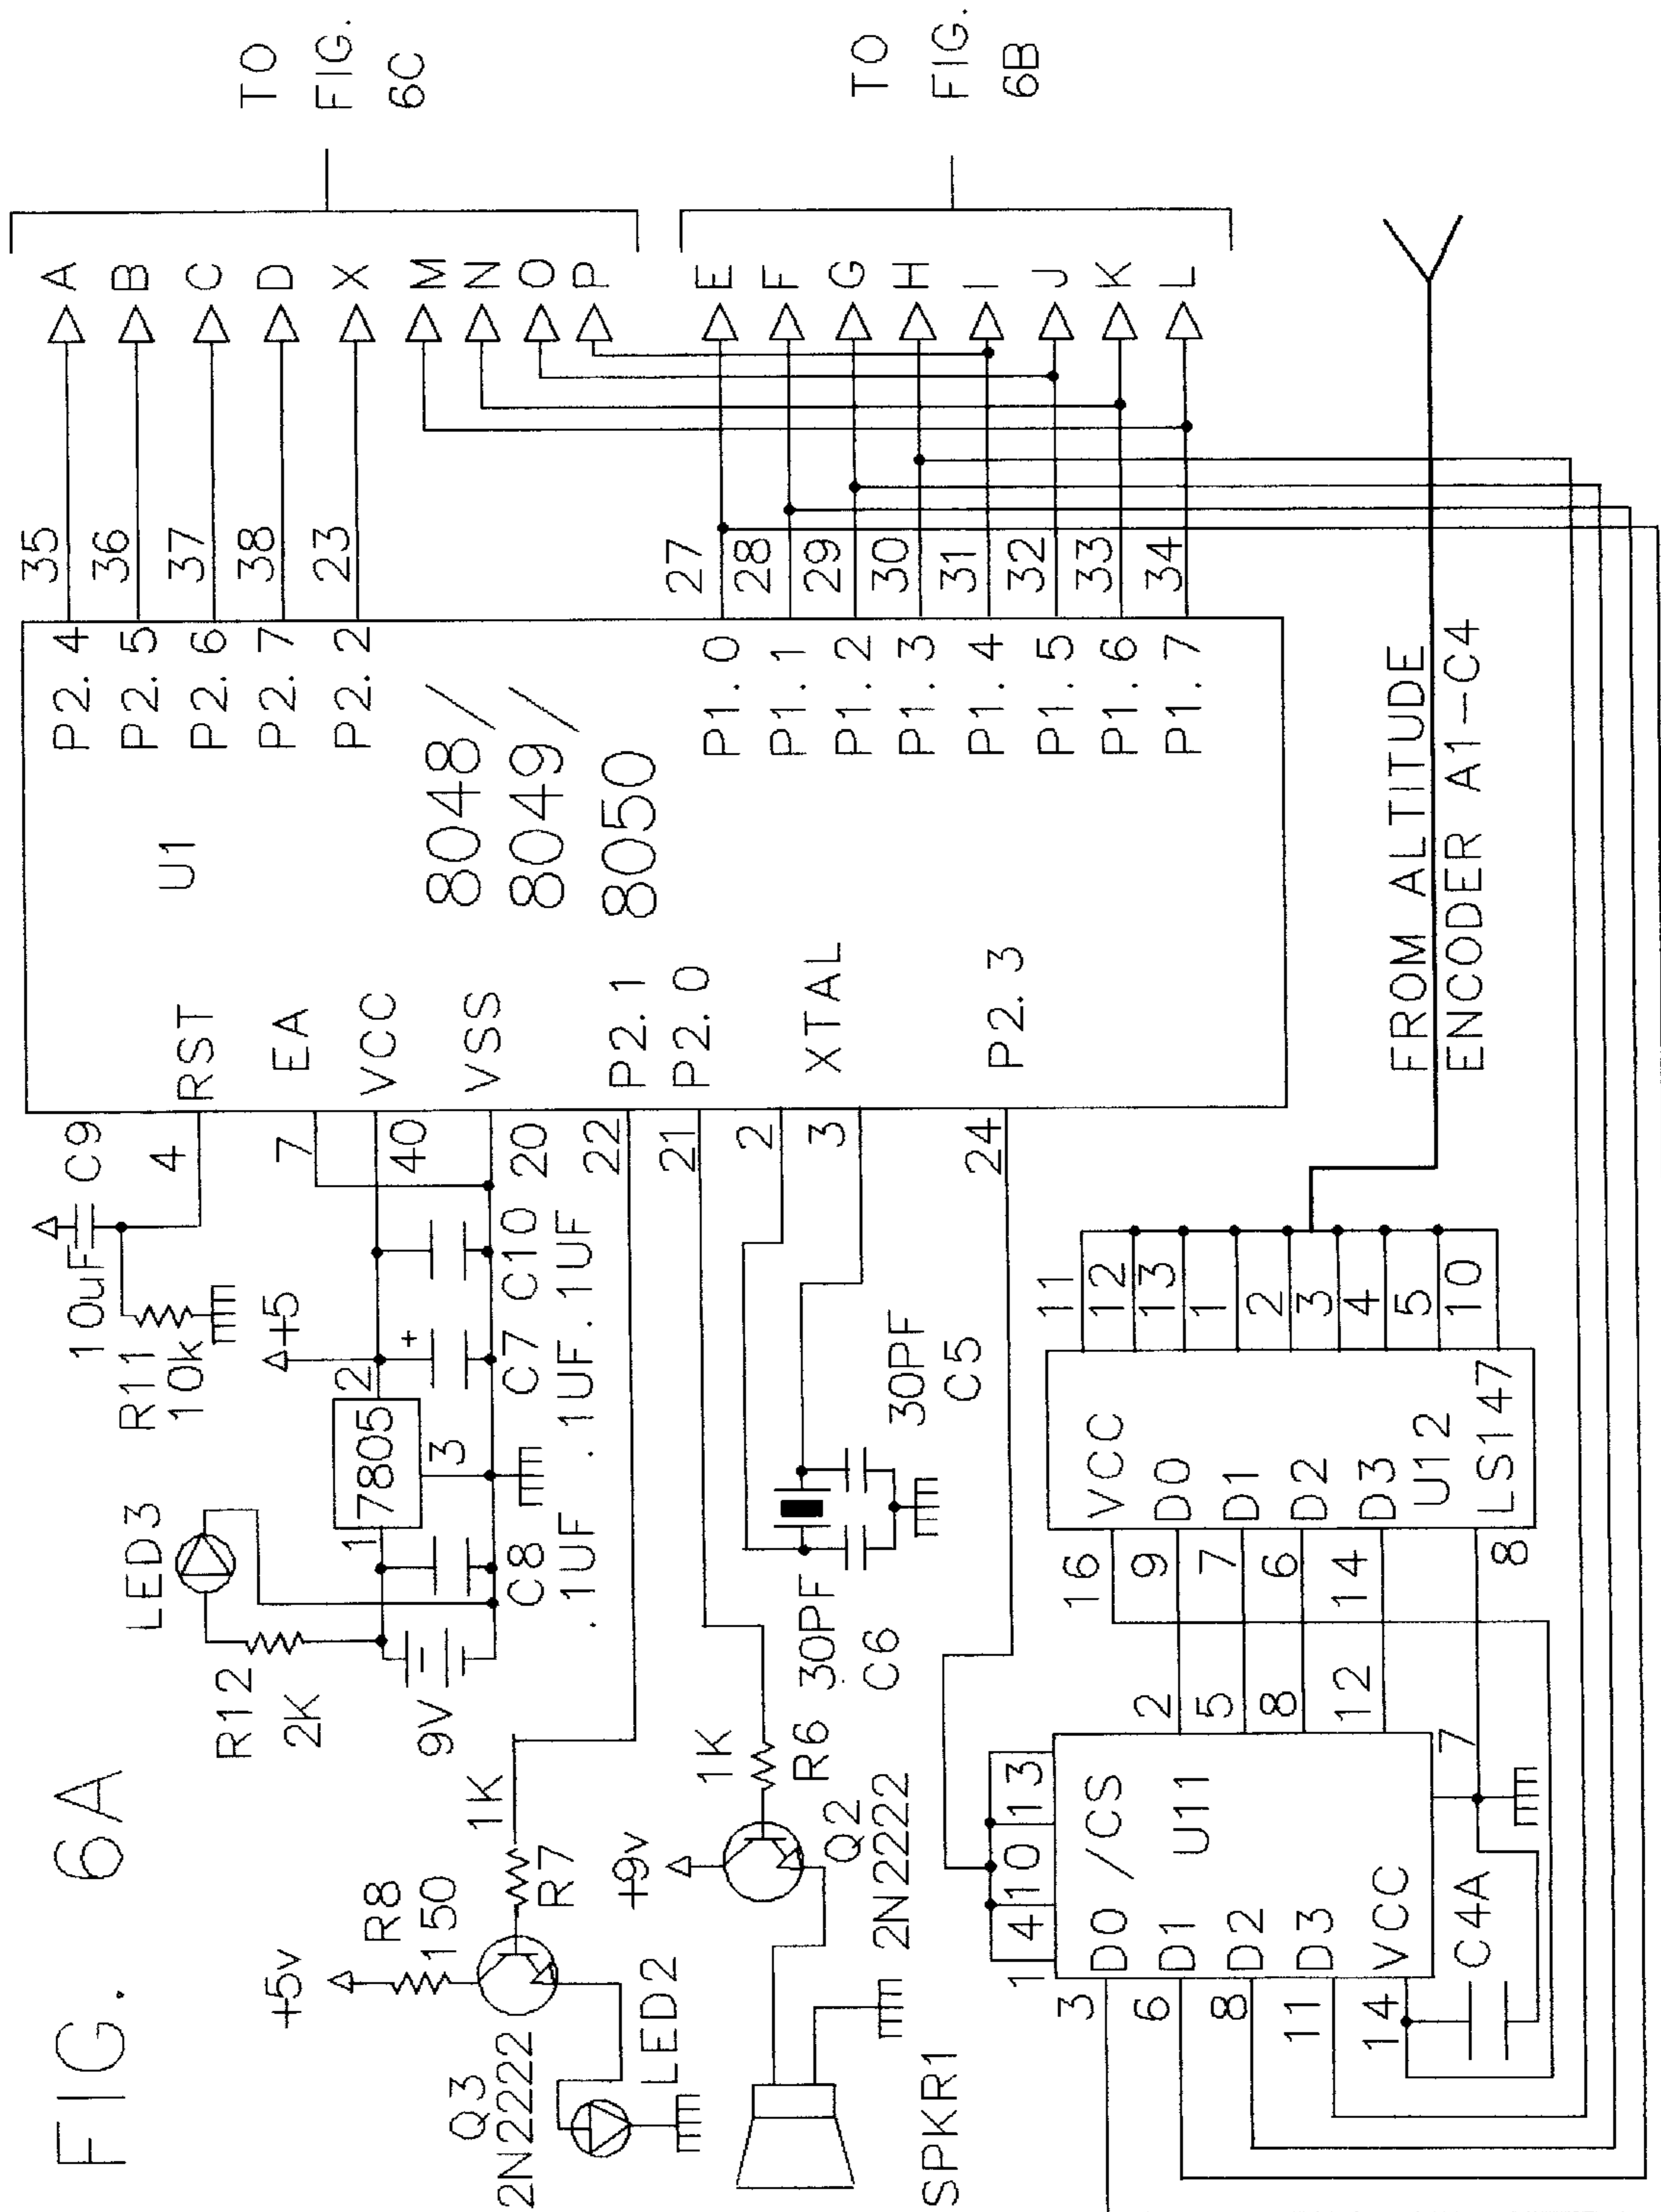 FIG. 6A
TO
FIG.
6C
TO
FIG.
6B
A
B
C
D
X
M
N
O
P
E
F
G
H
I
J
K
L
35
36
37
38
23
27
28
29
30
31
32
33
34
P2.4
P2.5
P2.6
P2.7
P2.2
P1.0
P1.1
P1.2
P1.3
P1.4
P1.5
P1.6
P1.7
U1
8048/
8049/
8050
RST
EA
VCC
VSS
P2.1
P2.0
XTAL
P2.3
4
7
40
20
22
21
2
3
24
C9
10uF
R11
10k
+5
C10
.1UF
C7
.1UF
C8
.1UF
+
7805
1
2
3
LED3
R12
2K
9V
+5v
R8
150
1K
R7
Q3
2N2222
LED2
+9v
1K
R6
Q2
2N2222
SPKR1
30PF
C6
30PF
C5
FROM ALTITUDE
ENCODER A1-C4
11
12
13
1
2
3
4
5
10
VCC
D0
D1
D2
D3
U12
LS147
16
9
7
6
14
8
2
5
8
12
7
1
4
10
13
D0
/CS
D1
D2
D3
VCC
U11
3
6
8
11
14
C4A